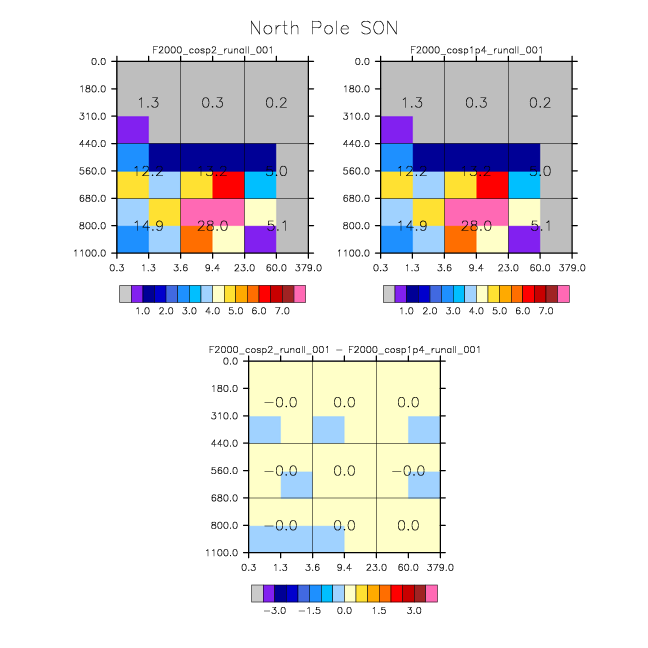 North Pole SON
F2000_cosp2_runall_001 F2000_cosp1p4_runall_001
0.0 0.0
180.0 1.3 0.3 0.2 180.0 1.3 0.3 0.2
310.0 310.0
440.0 440.0
560.0 12.2 13.2 5.0 560.0 12.2 13.2 5.0
680.0 680.0
800.0 14.9 28.0 5.1 800.0 14.9 28.0 5.1
1100.0 1100.0
0.3 1.3 3.6 9.4 23.0 60.0 379.0 0.3 1.3 3.6 9.4 23.0 60.0 379.0
1.0 2.0 3.0 4.0 5.0 6.0 7.0 1.0 2.0 3.0 4.0 5.0 6.0 7.0
F2000_cosp2_runall_001 − F2000_cosp1p4_runall_001
0.0
180.0
−0.0 0.0 0.0
310.0
440.0
560.0 −0.0 0.0 −0.0
680.0
800.0 −0.0 0.0 0.0
1100.0
0.3 1.3 3.6 9.4 23.0 60.0 379.0
−3.0 −1.5 0.0 1.5 3.0